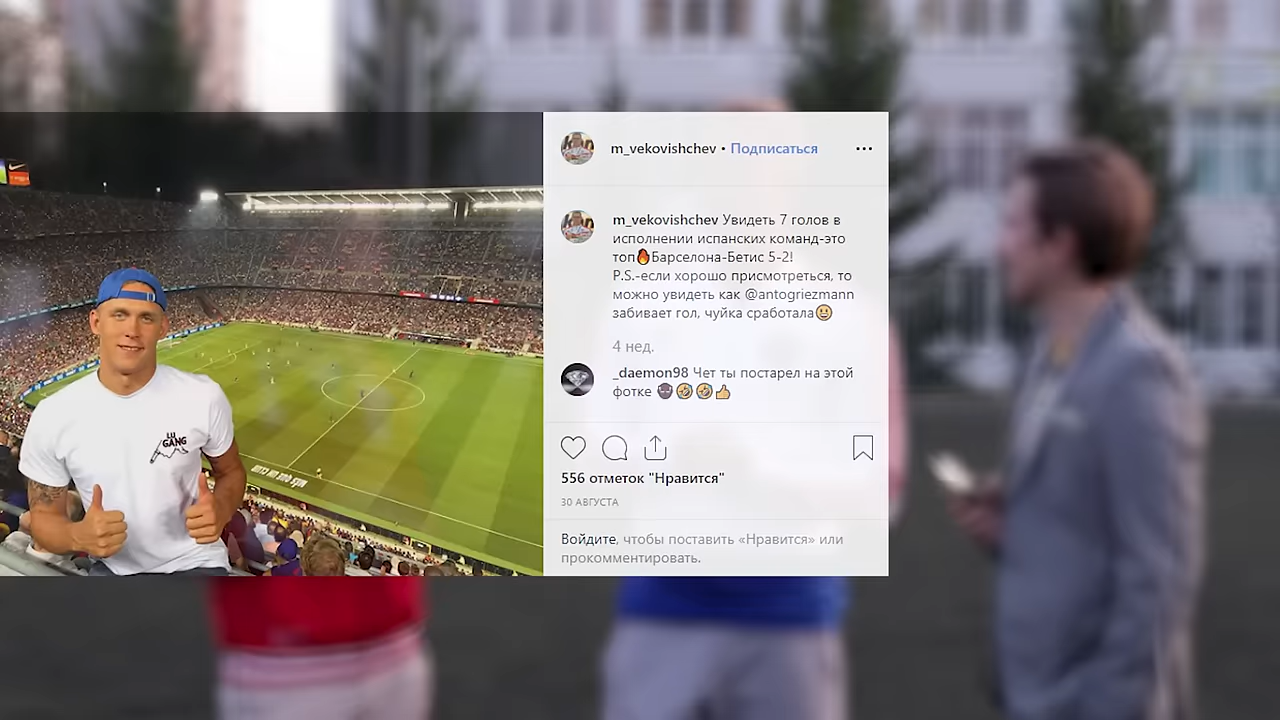 m_vekovishchev • Подписаться
m_vekovishchev Увидеть 7 голов в
исполнении испанских команд-это
топ🔥Барселона-Бетис 5-2!
P.S.-если хорошо присмотреться, то
можно увидеть как @antogriezmann
забивает гол, чуйка сработала😃
4 нед.
_daemon98 Чет ты постарел на этой
фотке 🌚🤣🤣👍
556 отметок "Нравится"
30 АВГУСТА
Войдите, чтобы поставить «Нравится» или
прокомментировать.
LU
GANG